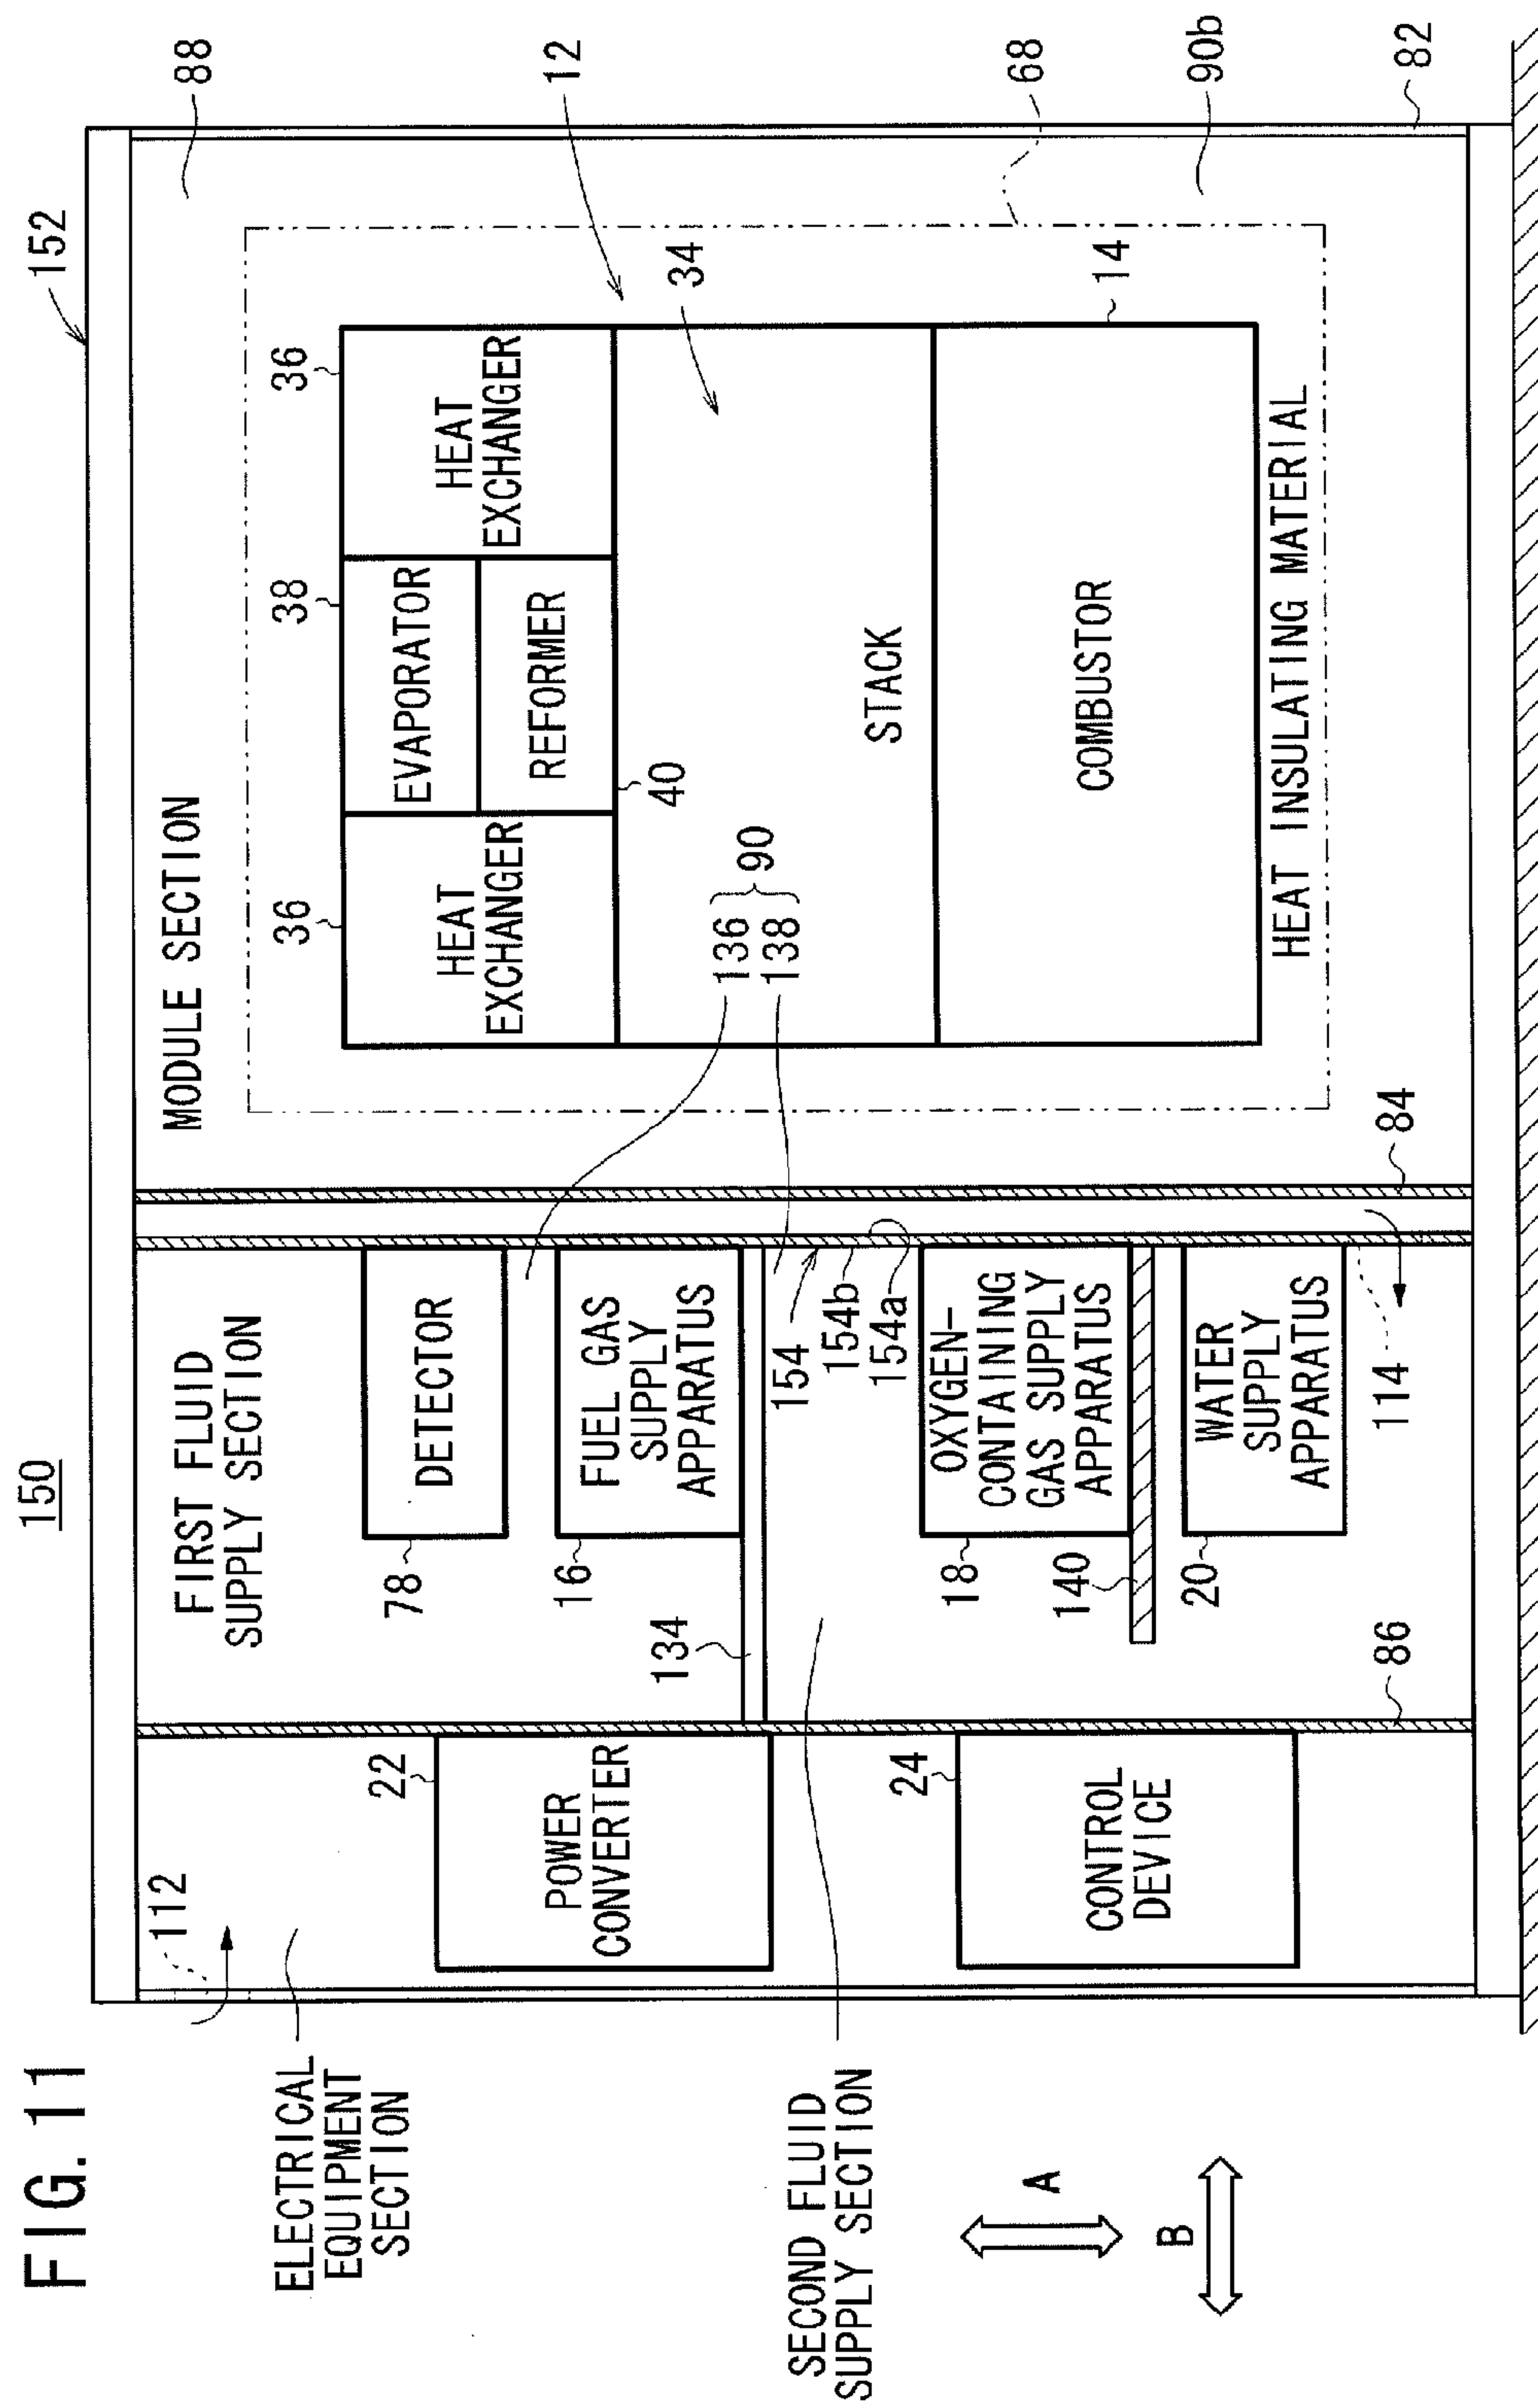 FIG. 11
150
152
88
12
68
90b
82
MODULE SECTION
36
38
36
HEAT
EXCHANGER
EVAPORATOR
REFORMER
HEAT
EXCHANGER
40
34
14
STACK
COMBUSTOR
HEAT INSULATING MATERIAL
136
138
90
84
FIRST FLUID
SUPPLY SECTION
DETECTOR
78
FUEL GAS
SUPPLY
APPARATUS
16
134
154
154b
154a
OXYGEN-
CONTAINING
GAS SUPPLY
APPARATUS
18
140
WATER
SUPPLY
APPARATUS
20
114
86
112
22
POWER
CONVERTER
24
CONTROL
DEVICE
ELECTRICAL
EQUIPMENT
SECTION
SECOND FLUID
SUPPLY SECTION
A
B